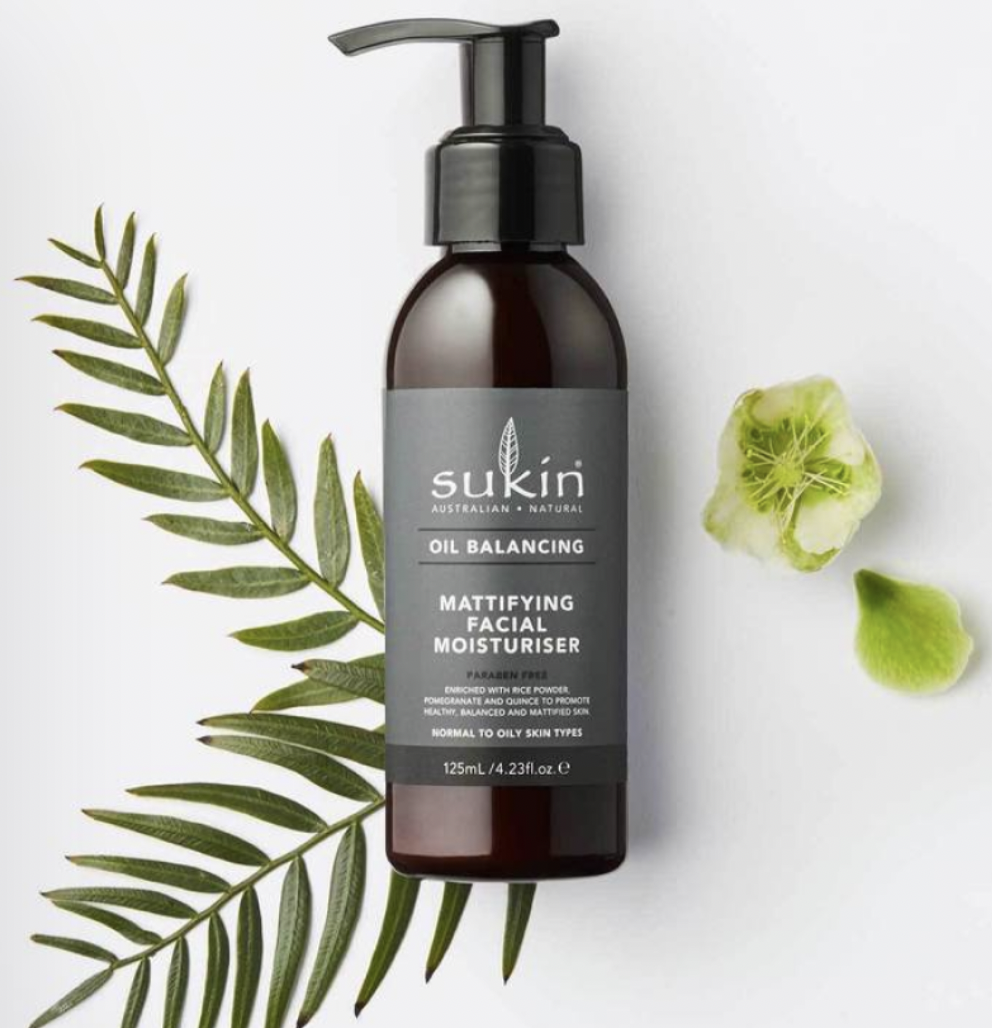 sukin®
AUSTRALIAN • NATURAL
OIL BALANCING
MATTIFYING
FACIAL
MOISTURISER
PARABEN FREE
ENRICHED WITH RICE POWDER,
POMEGRANATE AND QUINCE TO PROMOTE
HEALTHY, BALANCED AND MATTIFIED SKIN.
NORMAL TO OILY SKIN TYPES
125mL /4.23fl.oz.℮